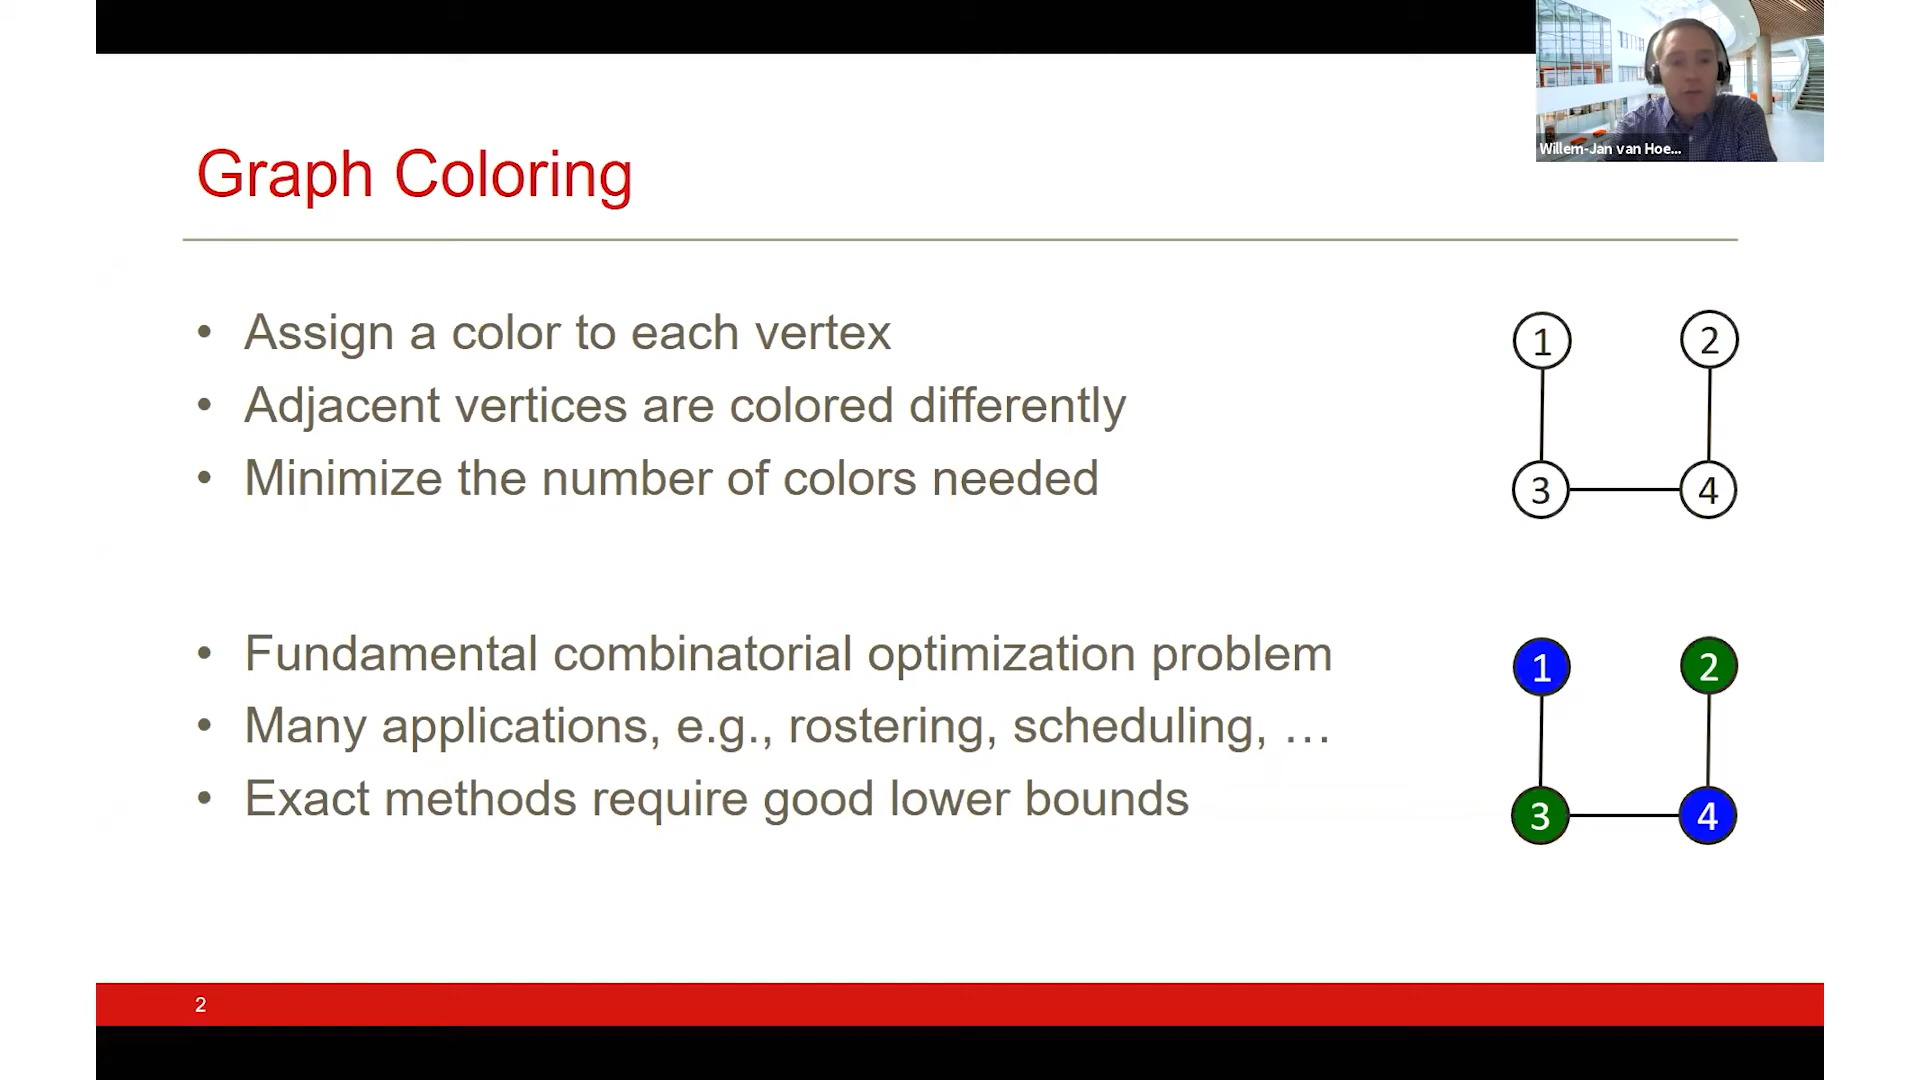 Willem-Jan van Hoe...
Graph Coloring
• Assign a color to each vertex
• Adjacent vertices are colored differently
• Minimize the number of colors needed
1 2
3 4
• Fundamental combinatorial optimization problem
• Many applications, e.g., rostering, scheduling, …
• Exact methods require good lower bounds
1 2
3 4
2